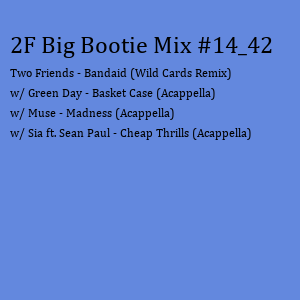 2F Big Bootie Mix #14_42
Two Friends - Bandaid (Wild Cards Remix)
w/ Green Day - Basket Case (Acappella)
w/ Muse - Madness (Acappella)
w/ Sia ft. Sean Paul - Cheap Thrills (Acappella)